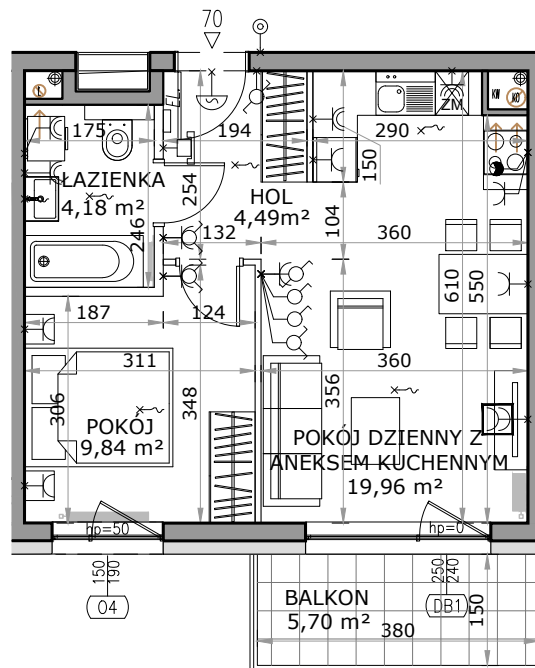 70
KW
ZM
175
194
290
ŁAZIENKA
4,18 m²
246
254
HOL
4,49m²
150
104
132
360
187
124
610
550
311
360
306
348
356
POKÓJ
9,84 m²
POKÓJ DZIENNY Z
ANEKSEM KUCHENNYM
19,96 m²
hp=50
hp=0
150
190
250
240
04
DB1
BALKON
5,70 m²
380
150